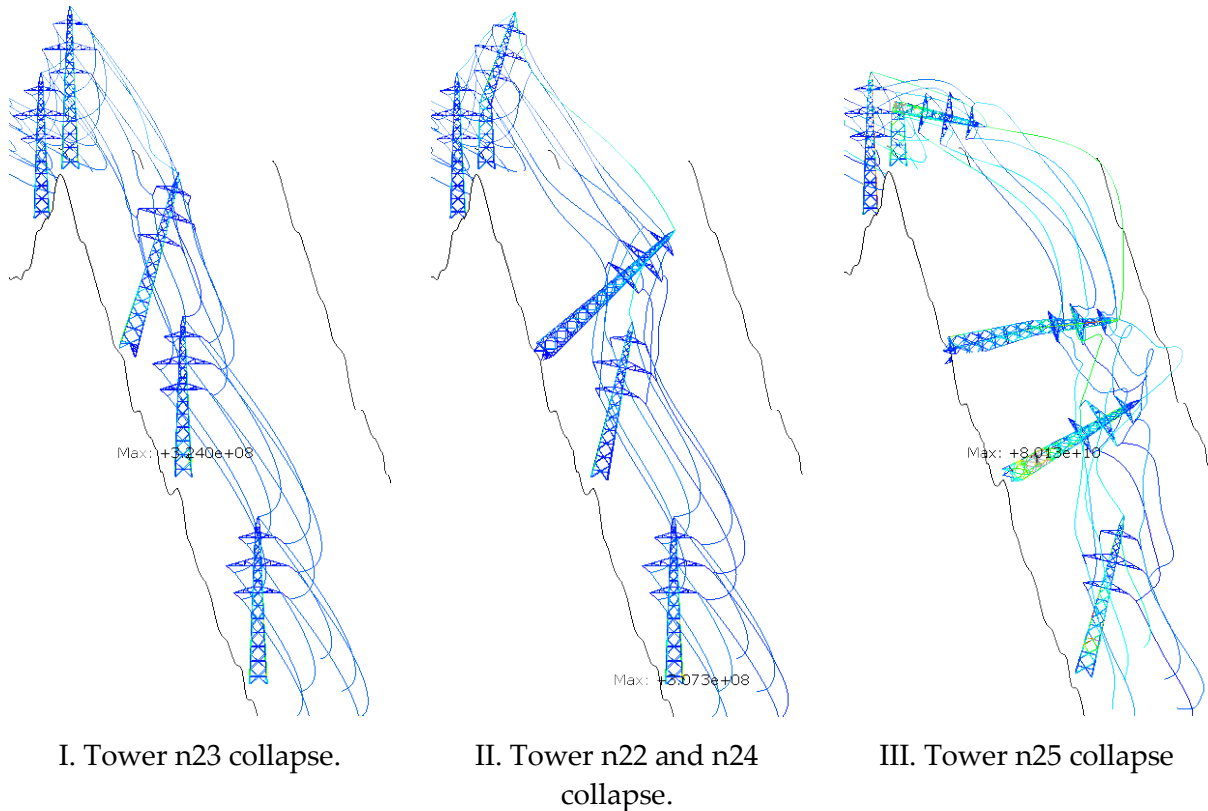 Max: +3.240e+08
Max: +3.073e+08
Max: +8.013e+10
I. Tower n23 collapse.
II. Tower n22 and n24
collapse.
III. Tower n25 collapse